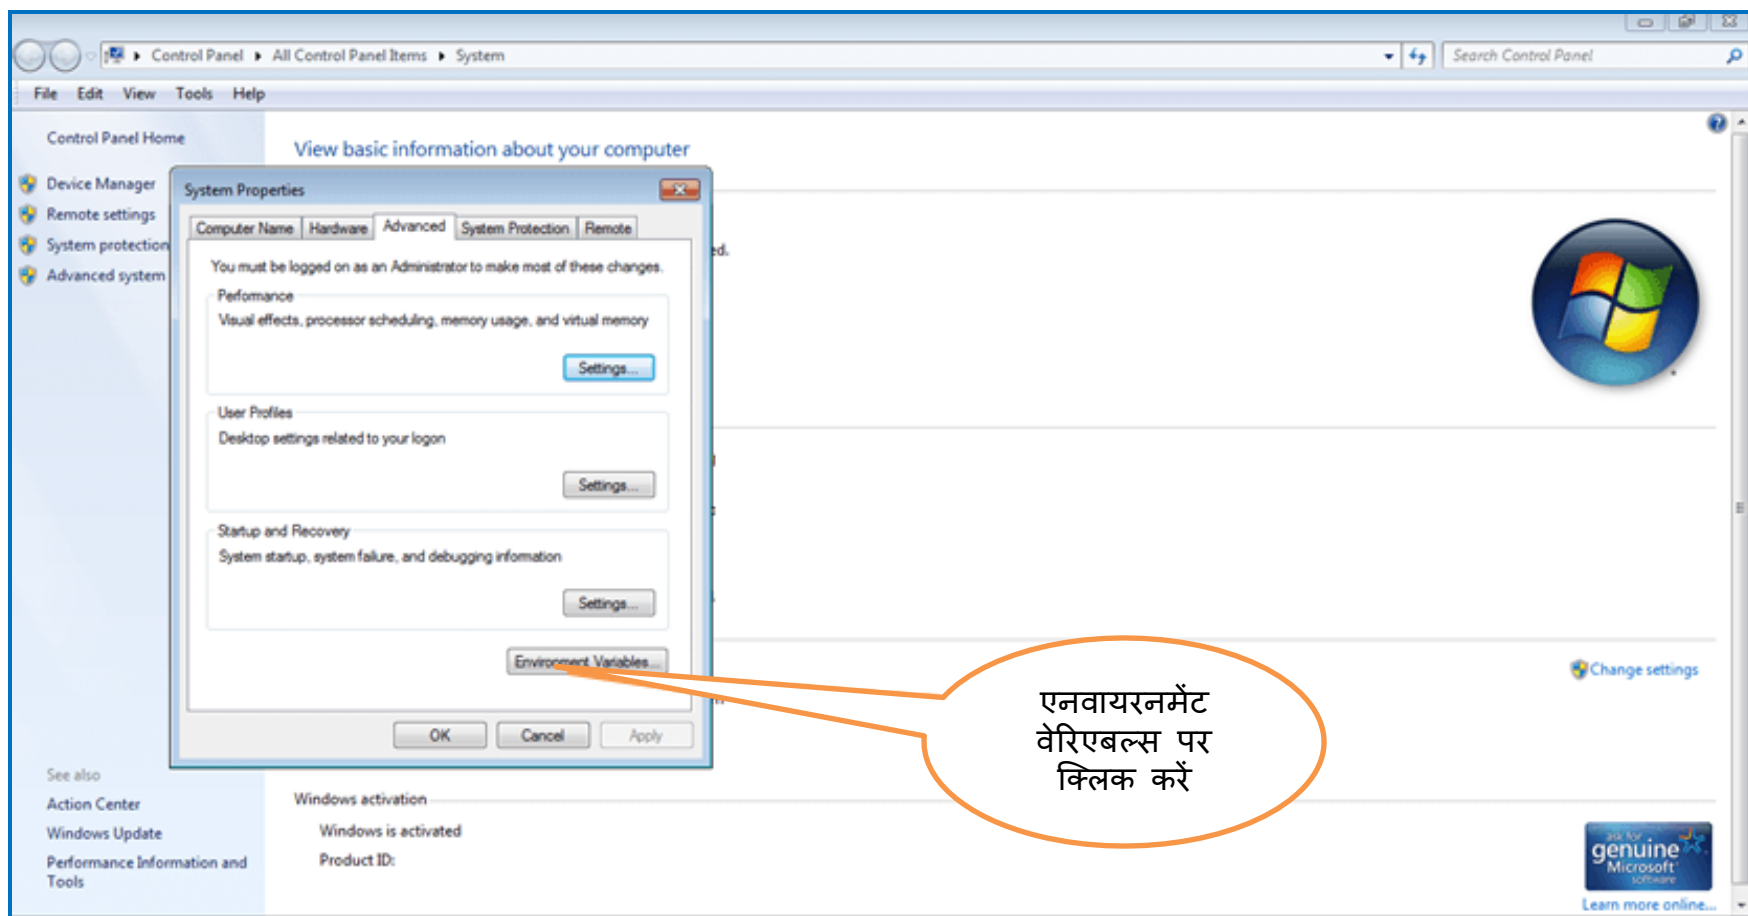 Control Panel All Control Panel Items System
Search Control Panel
File Edit View Tools Help
Control Panel Home
Device Manager
Remote settings
System protection
Advanced system
View basic information about your computer
System Properties
Computer Name Hardware Advanced System Protection Remote
You must be logged on as an Administrator to make most of these changes.
Performance
Visual effects, processor scheduling, memory usage, and virtual memory
Settings...
User Profiles
Desktop settings related to your logon
Settings...
Startup and Recovery
System startup, system failure, and debugging information
Settings...
Environment Variables...
OK Cancel Apply
ed.
Change settings
एनवायरनमेंट
वेरिएबल्स पर
क्लिक करें
See also
Action Center
Windows Update
Performance Information and
Tools
Windows activation
Windows is activated
Product ID:
ask for
genuine
Microsoft
software
Learn more online...